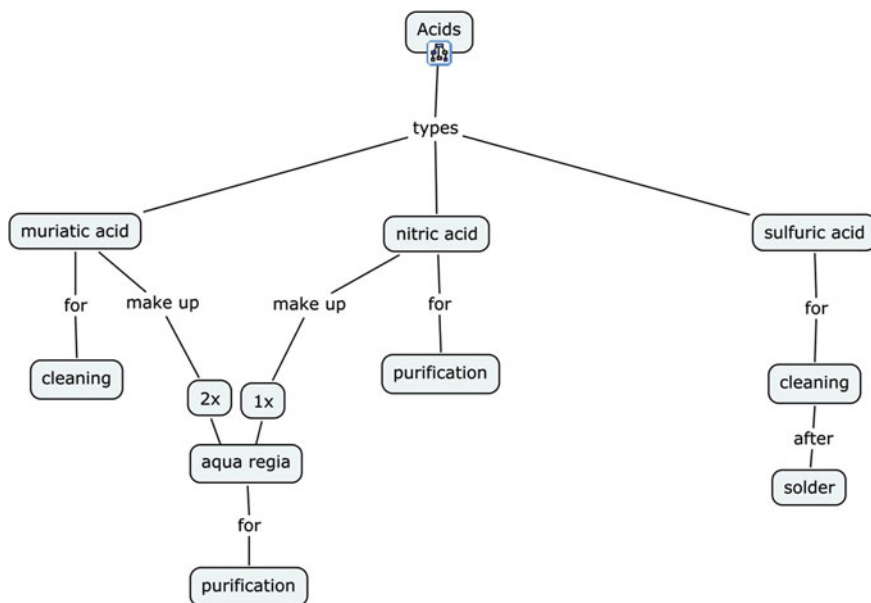 Acids
types
muriatic acid
nitric acid
sulfuric acid
for
make up
make up
for
for
cleaning
purification
cleaning
2x
1x
after
aqua regia
solder
for
purification